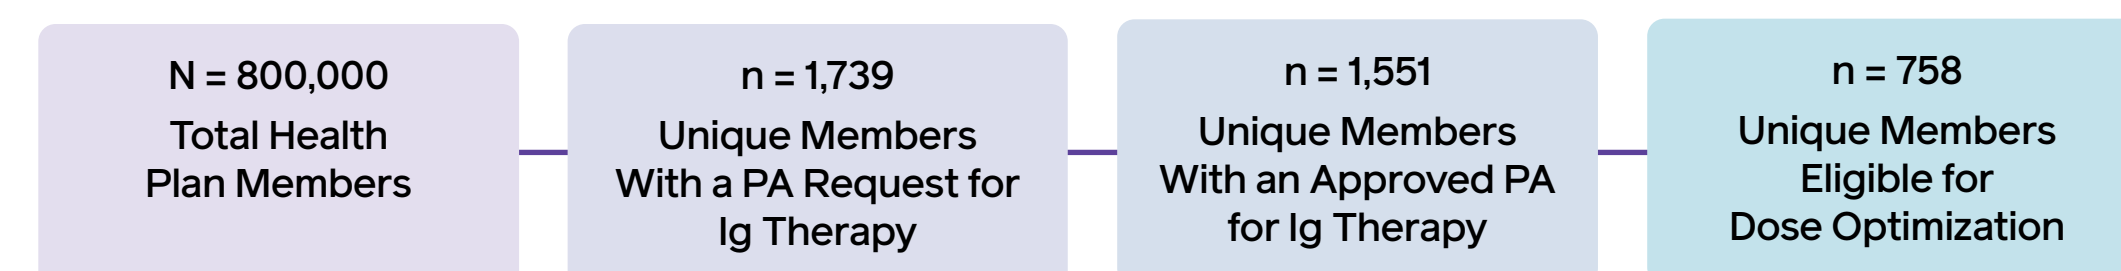 N = 800,000
Total Health
Plan Members
n = 1,739
Unique Members
With a PA Request for
Ig Therapy
n = 1,551
Unique Members
With an Approved PA
for Ig Therapy
n = 758
Unique Members
Eligible for
Dose Optimization